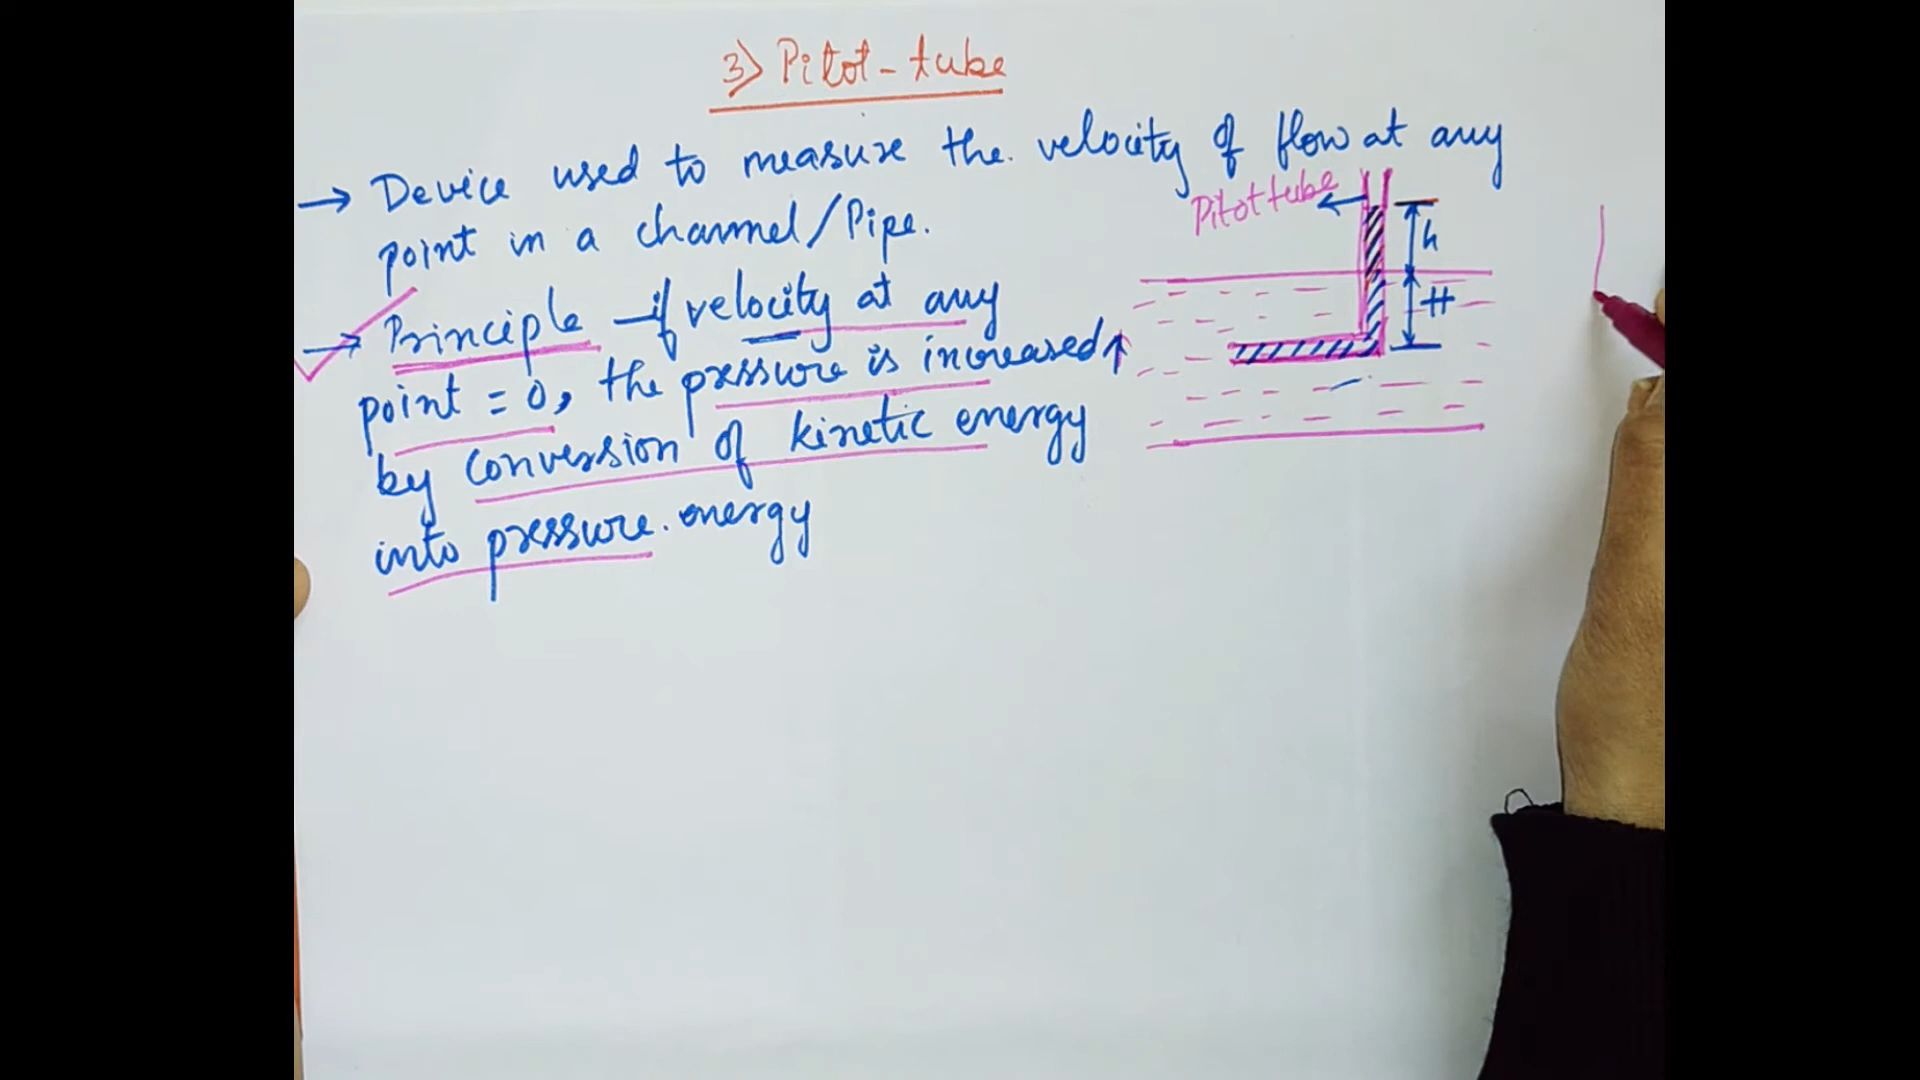 3) Pitot-tube
→ Device used to measure the velocity of flow at any
point in a channel/Pipe.
→ Principle - if velocity at any
point = 0, the pressure is increased↑
by conversion of kinetic energy
into pressure energy
Pitot tube
h
H